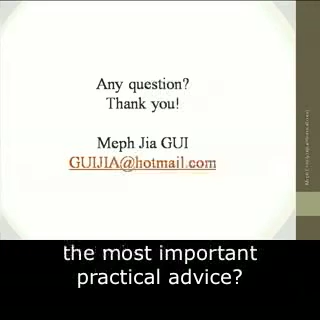 Any question?
Thank you!
Meph Jia GUI
GUIJIA@hotmail.com
the most important
practical advice?